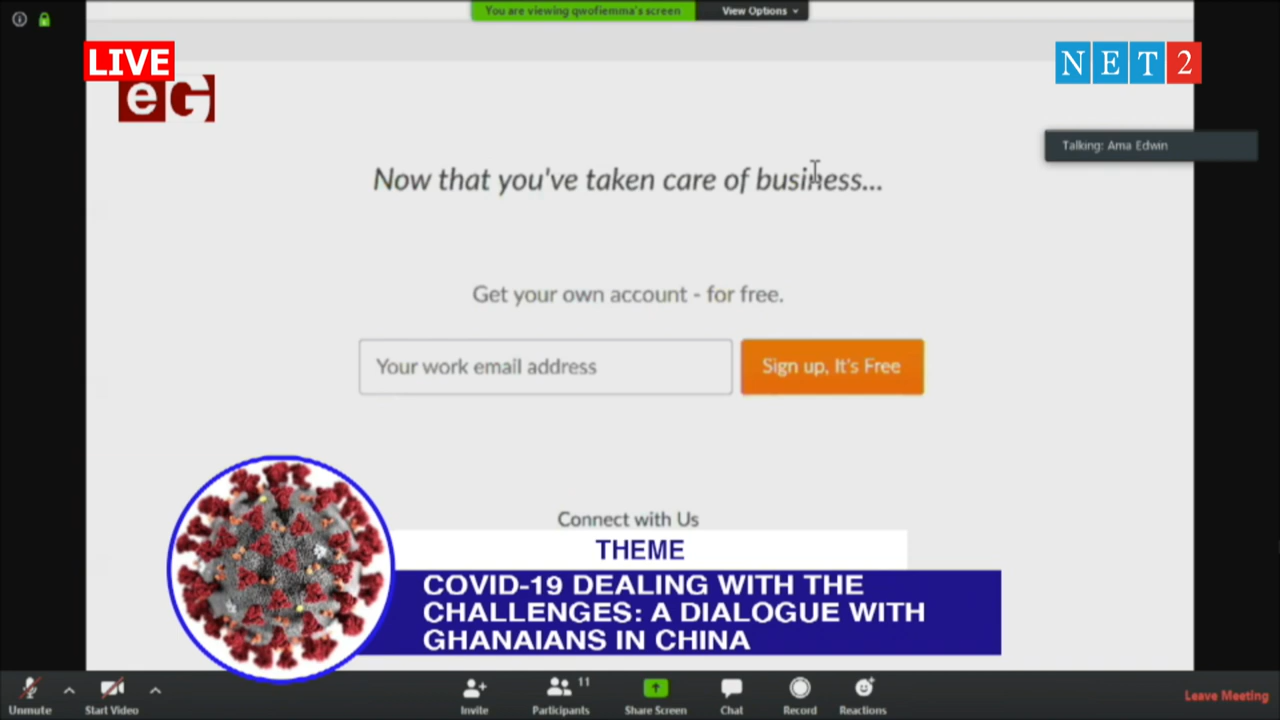 You are viewing qwofiemma's screen
View Options
LIVE
eG
NET2
Talking: Ama Edwin
Now that you've taken care of business...
Get your own account - for free.
Your work email address
Sign up, It's Free
Connect with Us
THEME
COVID-19 DEALING WITH THE
CHALLENGES: A DIALOGUE WITH
GHANAIANS IN CHINA
Unmute
Start Video
Invite
Participants
11
Share Screen
Chat
Record
Reactions
Leave Meeting